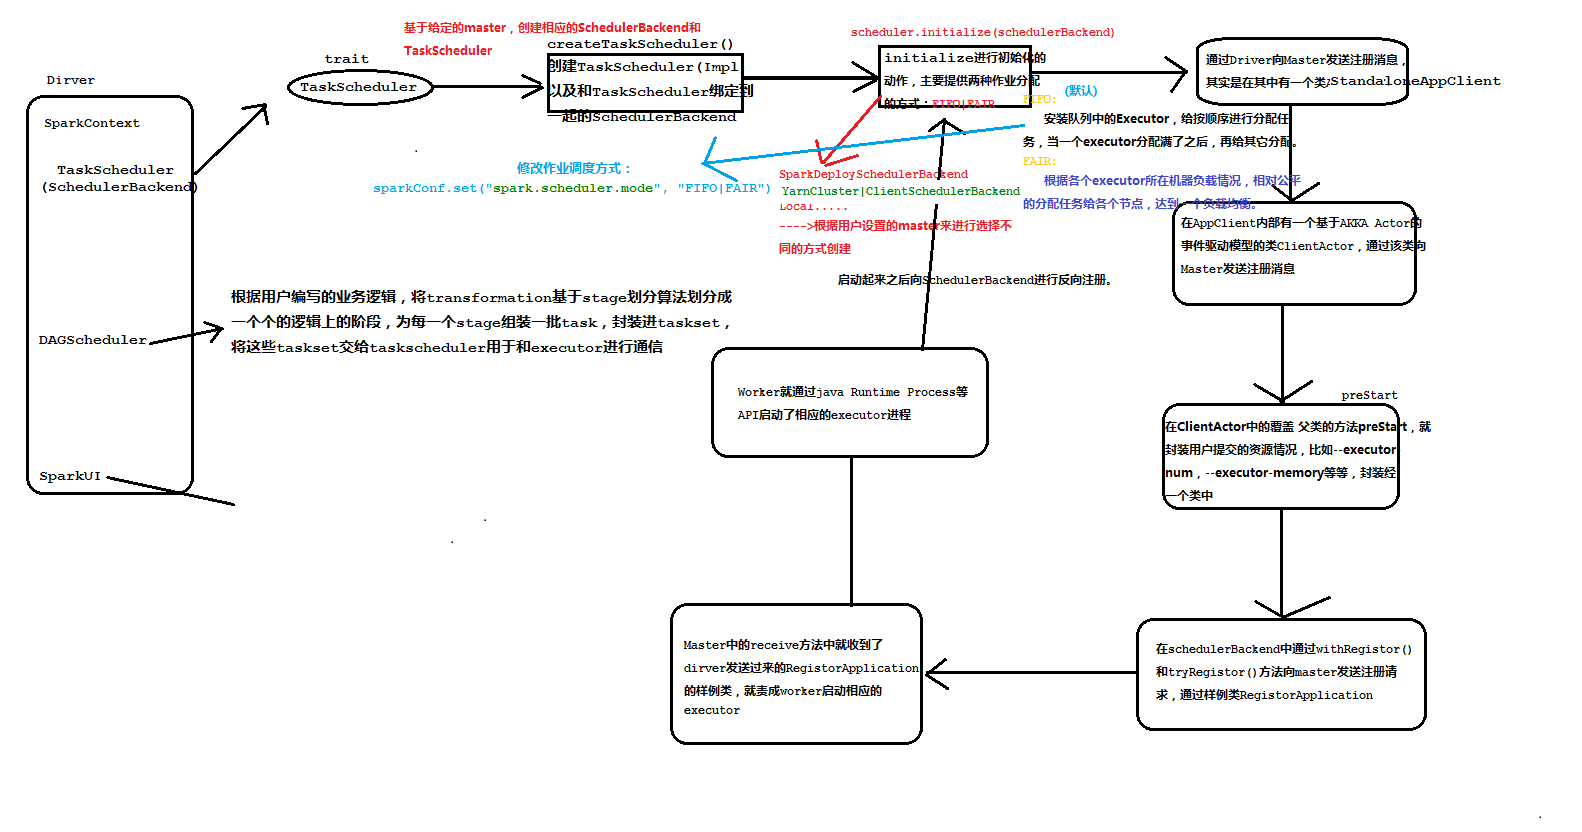 Dirver
SparkContext
TaskScheduler
(SchedulerBackend)
DAGScheduler
SparkUI
trait
TaskScheduler
基于给定的master，创建相应的SchedulerBackend和
TaskScheduler
createTaskScheduler()
创建TaskScheduler(Impl
以及和TaskScheduler绑定到
一起的SchedulerBackend
scheduler.initialize(schedulerBackend)
initialize进行初始化的
动作，主要提供两种作业分配
的方式：FIFO|FAIR
通过Driver向Master发送注册消息，
其实是在其中有一个类StandaloneAppClient
FIFO:
(默认)
安装队列中的Executor，给按顺序进行分配任
务，当一个executor分配满了之后，再给其它分配。
FAIR:
根据各个executor所在机器负载情况，相对公平
的分配任务给各个节点，达到一个负载均衡。
修改作业调度方式：
sparkConf.set("spark.scheduler.mode", "FIFO|FAIR")
SparkDeploySchedulerBackend
YarnCluster|ClientSchedulerBackend
Local.....
---->根据用户设置的master来进行选择不
同的方式创建
启动起来之后向SchedulerBackend进行反向注册。
在AppClient内部有一个基于AKKA Actor的
事件驱动模型的类ClientActor，通过该类向
Master发送注册消息
根据用户编写的业务逻辑，将transformation基于stage划分算法划分成
一个个的逻辑上的阶段，为每一个stage组装一批task，封装进taskset，
将这些taskset交给taskscheduler用于和executor进行通信
Worker就通过java Runtime Process等
API启动了相应的executor进程
preStart
在ClientActor中的覆盖 父类的方法preStart，就
封装用户提交的资源情况，比如--executor-
num，--executor-memory等等，封装经
一个类中
Master中的receive方法中就收到了
dirver发送过来的RegistorApplication
的样例类，就责成worker启动相应的
executor
在schedulerBackend中通过withRegistor()
和tryRegistor()方法向master发送注册请
求，通过样例类RegistorApplication